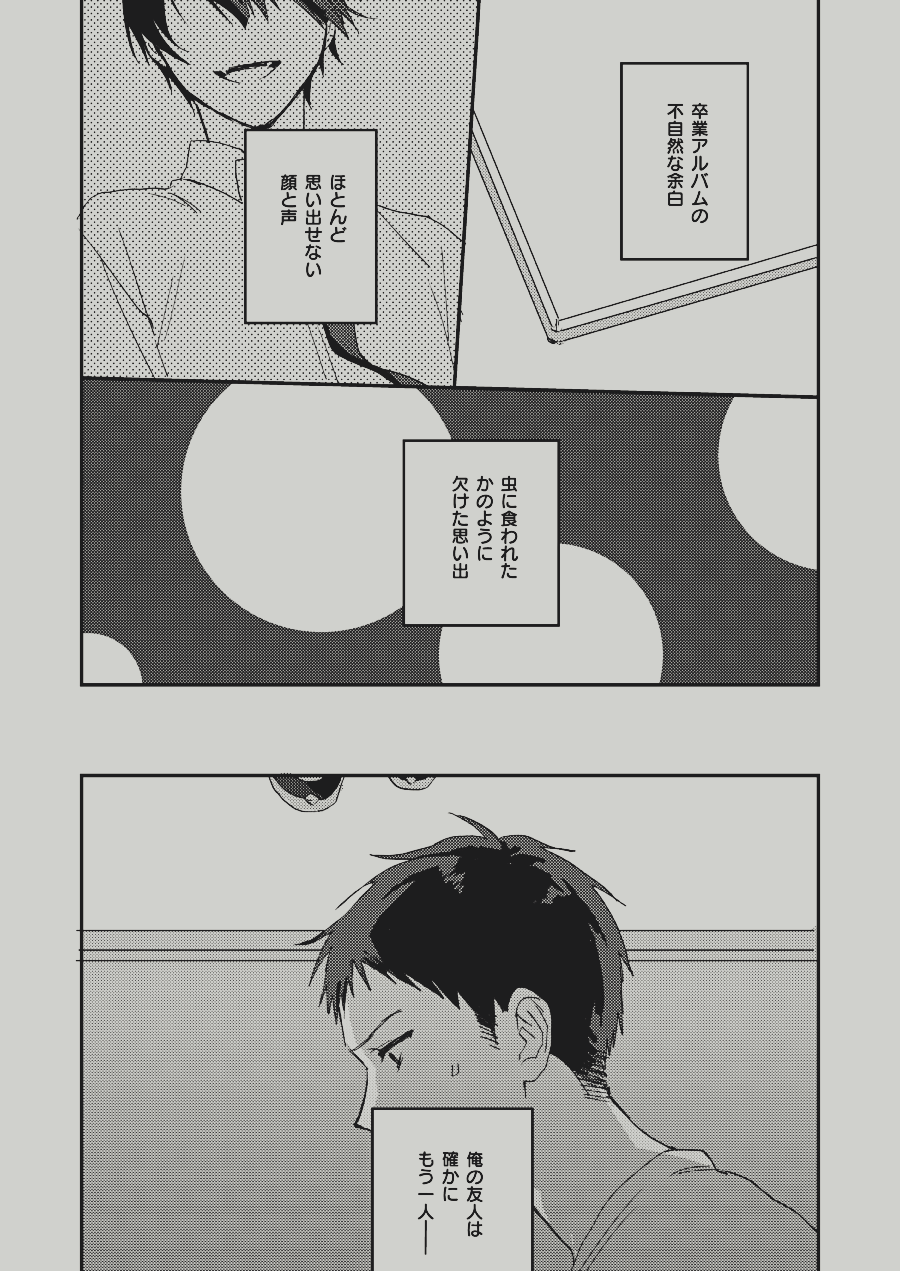 卒業アルバムの
不自然な余白
ほとんど
思い出せない
顔と声
虫に食われた
かのように
欠けた思い出
俺の友人は
確かに
もう一人――